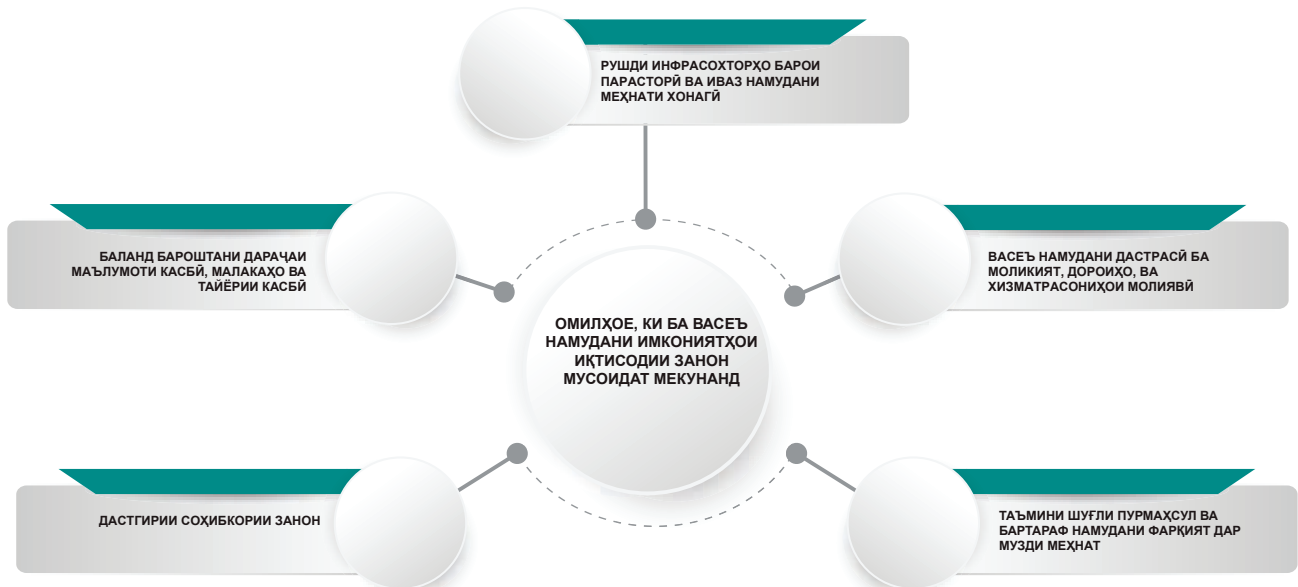 РУШДИ ИНФРАСОХТОРҲО БАРОИ
ПАРАСТОРӢ ВА ИВАЗ НАМУДАНИ
МЕҲНАТИ ХОНАГӢ
БАЛАНД БАРОШТАНИ ДАРАҶАИ
МАЪЛУМОТИ КАСБӢ, МАЛАКАҲО ВА
ТАЙЁРИИ КАСБӢ
ВАСЕЪ НАМУДАНИ ДАСТРАСӢ БА
МОЛИКИЯТ, ДОРОИҲО, ВА
ХИЗМАТРАСОНИҲОИ МОЛИЯВӢ
ОМИЛҲОЕ, КИ БА ВАСЕЪ
НАМУДАНИ ИМКОНИЯТҲОИ
ИҚТИСОДИИ ЗАНОН
МУСОИДАТ МЕКУНАНД
ДАСТГИРИИ СОҲИБКОРИИ ЗАНОН
ТАЪМИНИ ШУҒЛИ ПУРМАҲСУЛ ВА
БАРТАРАФ НАМУДАНИ ФАРҚИЯТ ДАР
МУЗДИ МЕҲНАТ